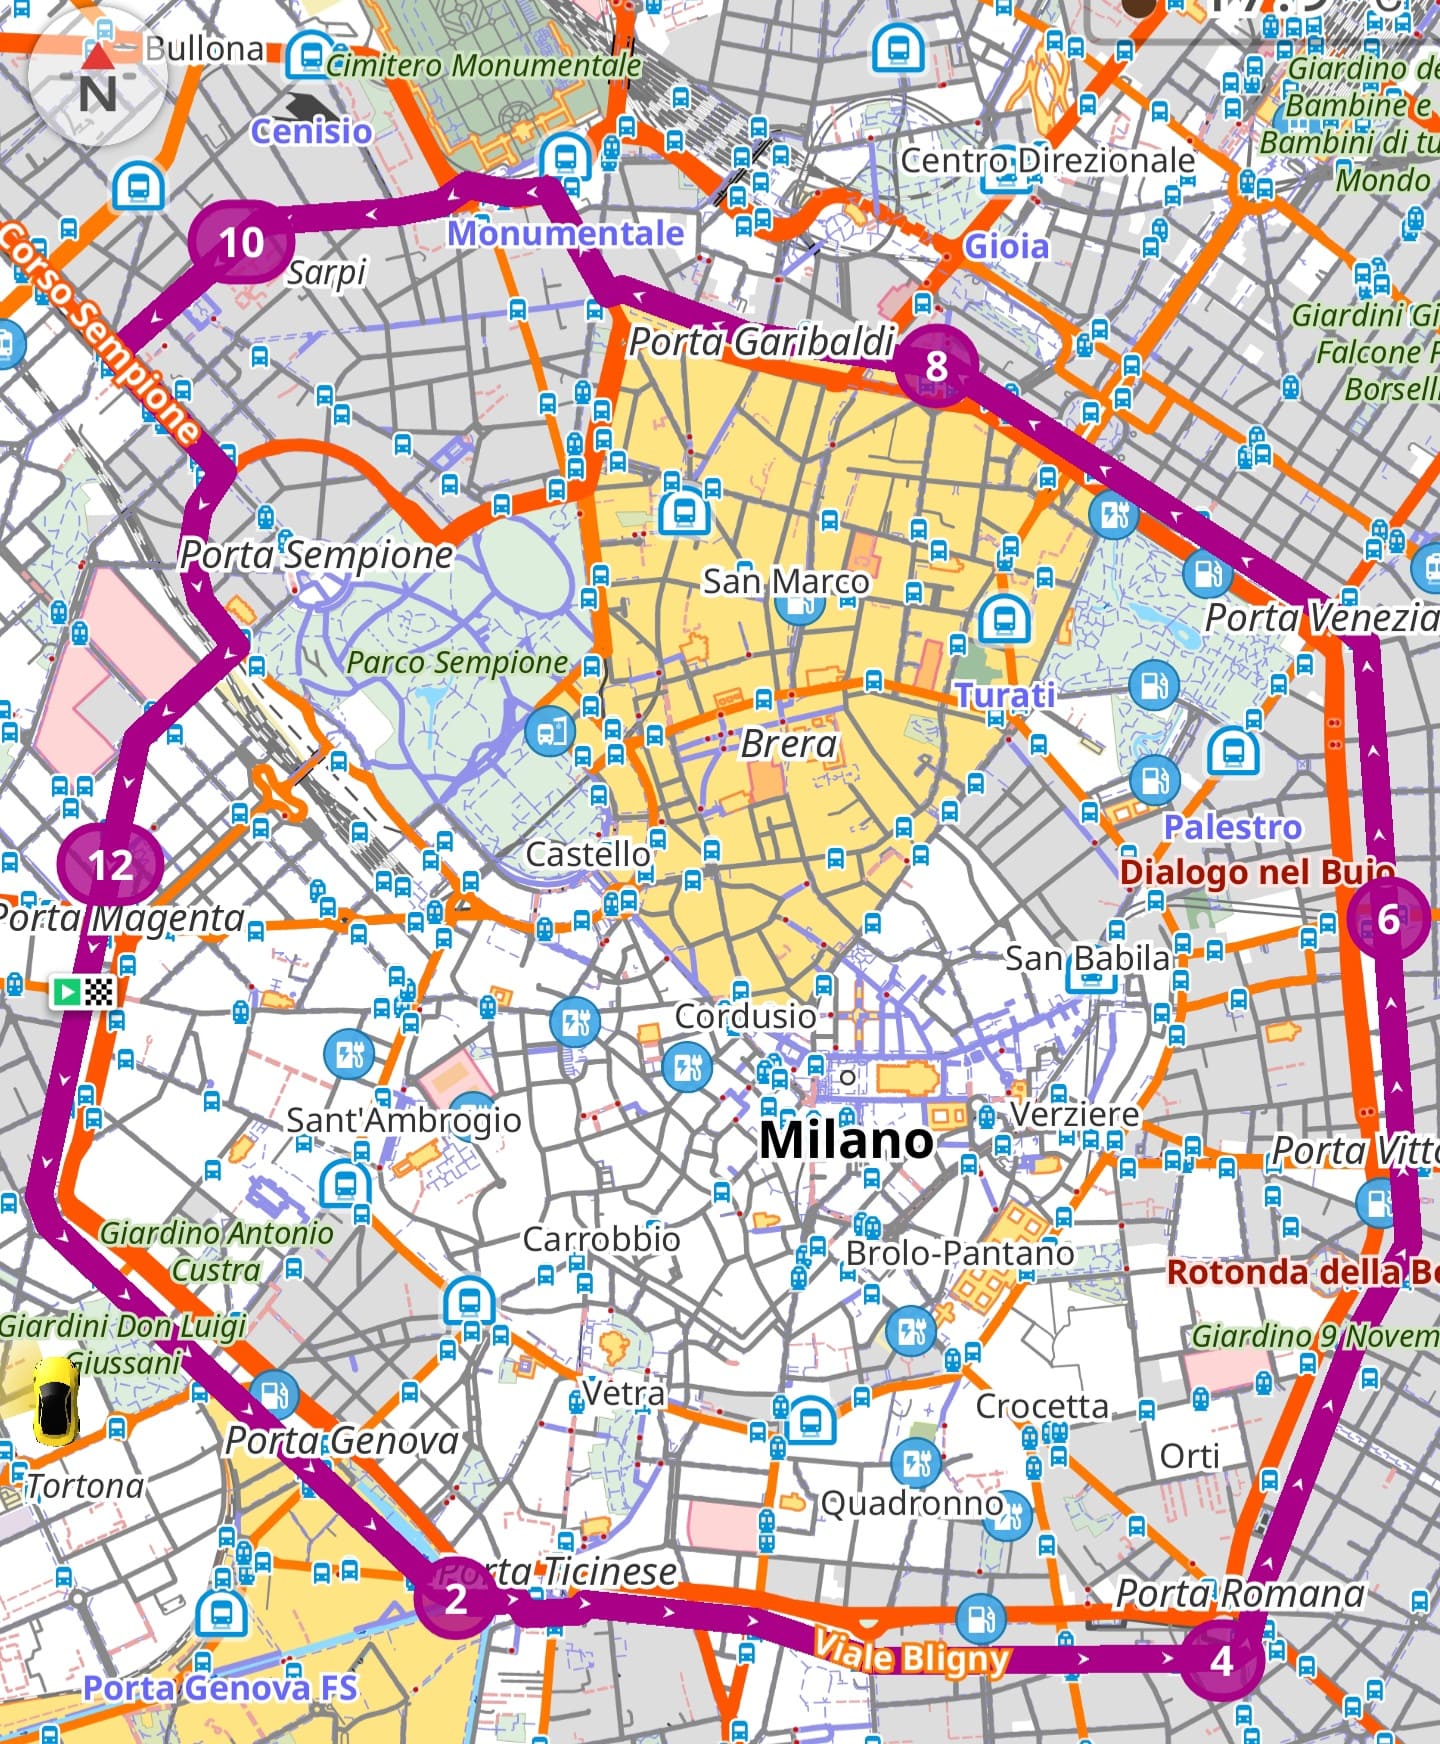 Bullona
Cimitero Monumentale
N
Cenisio
Giardino de
Bambine e
Bambini di tu
Mondo
Centro Direzionale
10
Monumentale
Gioia
Sarpi
Corso Sempione
Giardini Gi
Falcone P
Borselli
Porta Garibaldi
8
Porta Sempione
San Marco
Porta Venezia
Parco Sempione
Turati
Brera
Palestro
Castello
12
Dialogo nel Buio
Porta Magenta
6
San Babila
Cordusio
Sant'Ambrogio
Verziere
Milano
Porta Vitto
Giardino Antonio
Custra
Carrobbio
Brolo-Pantano
Rotonda della Be
Giardini Don Luigi
Giussani
Giardino 9 Novem
Vetra
Crocetta
Porta Genova
Orti
Tortona
Quadronno
Porta Ticinese
2
Porta Romana
Viale Bligny
4
Porta Genova FS